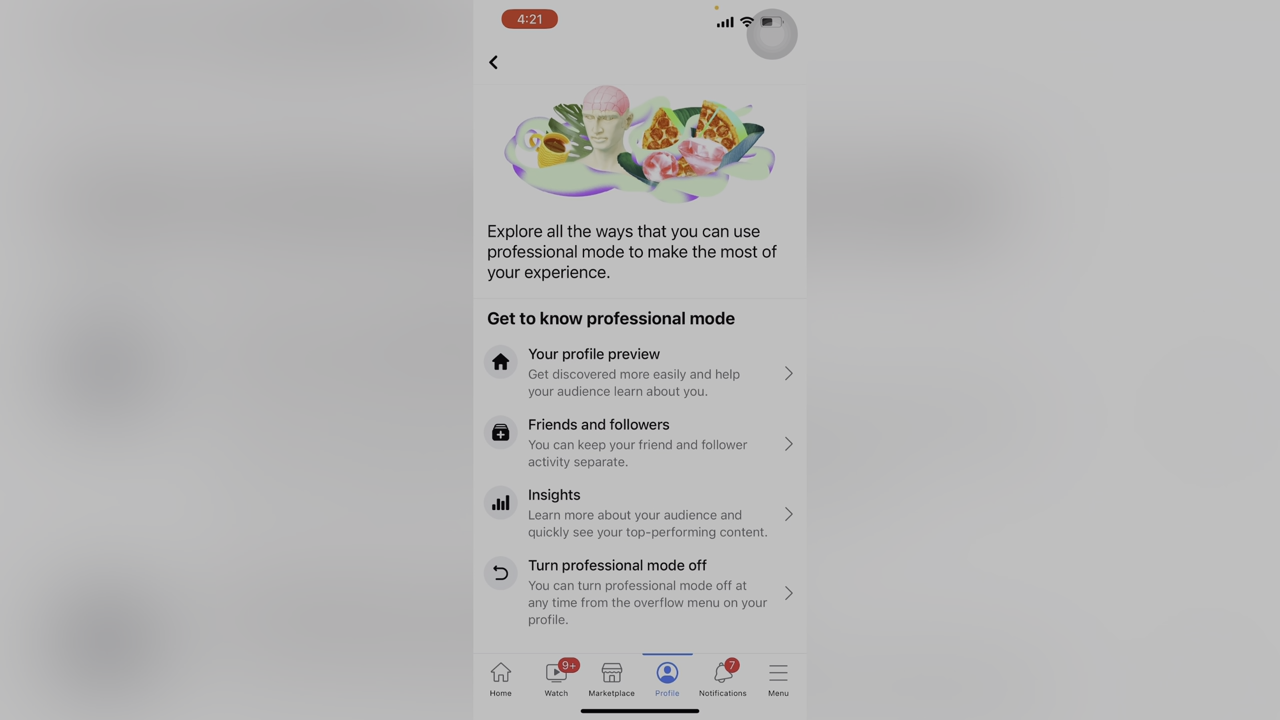 4:21
Explore all the ways that you can use
professional mode to make the most of
your experience.
Get to know professional mode
Your profile preview
Get discovered more easily and help
your audience learn about you.
Friends and followers
You can keep your friend and follower
activity separate.
Insights
Learn more about your audience and
quickly see your top-performing content.
Turn professional mode off
You can turn professional mode off at
any time from the overflow menu on your
profile.
9+
7
Home
Watch
Marketplace
Profile
Notifications
Menu